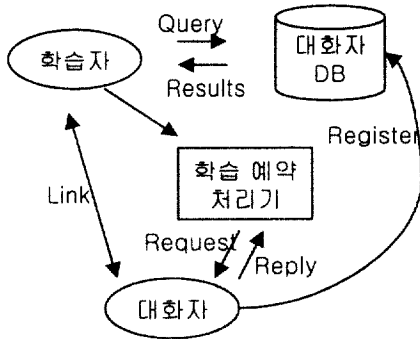 Query
학습자
대화자
DB
Results
Register
학습 예약
처리기
Link
Request
Reply
대화자